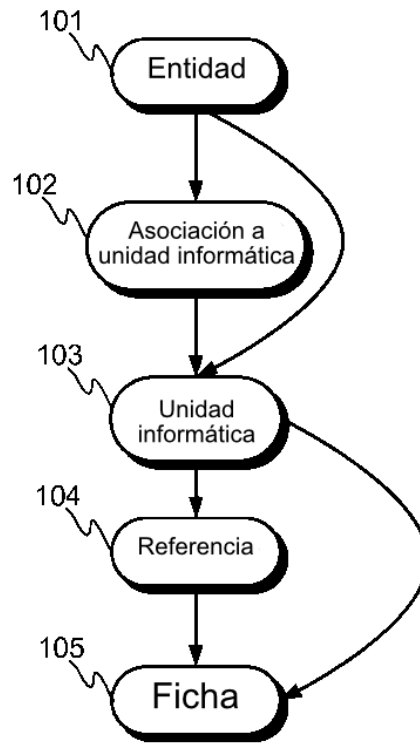 101
Entidad
102
Asociación a
unidad informática
103
Unidad
informática
104
Referencia
105
Ficha